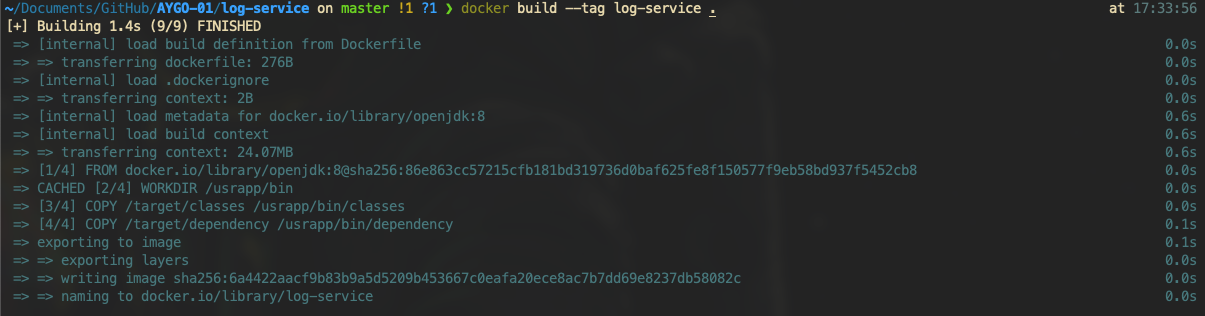 ~/Documents/GitHub/AYGO-01/log-service on master !1 ?1 ❯ docker build --tag log-service . at 17:33:56
[+] Building 1.4s (9/9) FINISHED
=> [internal] load build definition from Dockerfile 0.0s
=> => transferring dockerfile: 276B 0.0s
=> [internal] load .dockerignore 0.0s
=> => transferring context: 2B 0.0s
=> [internal] load metadata for docker.io/library/openjdk:8 0.6s
=> [internal] load build context 0.6s
=> => transferring context: 24.07MB 0.6s
=> [1/4] FROM docker.io/library/openjdk:8@sha256:86e863cc57215cfb181bd319736d0baf625fe8f150577f9eb58bd937f5452cb8 0.0s
=> CACHED [2/4] WORKDIR /usrapp/bin 0.0s
=> [3/4] COPY /target/classes /usrapp/bin/classes 0.0s
=> [4/4] COPY /target/dependency /usrapp/bin/dependency 0.1s
=> exporting to image 0.1s
=> => exporting layers 0.0s
=> => writing image sha256:6a4422aacf9b83b9a5d5209b453667c0eafa20ece8ac7b7dd69e8237db58082c 0.0s
=> => naming to docker.io/library/log-service 0.0s